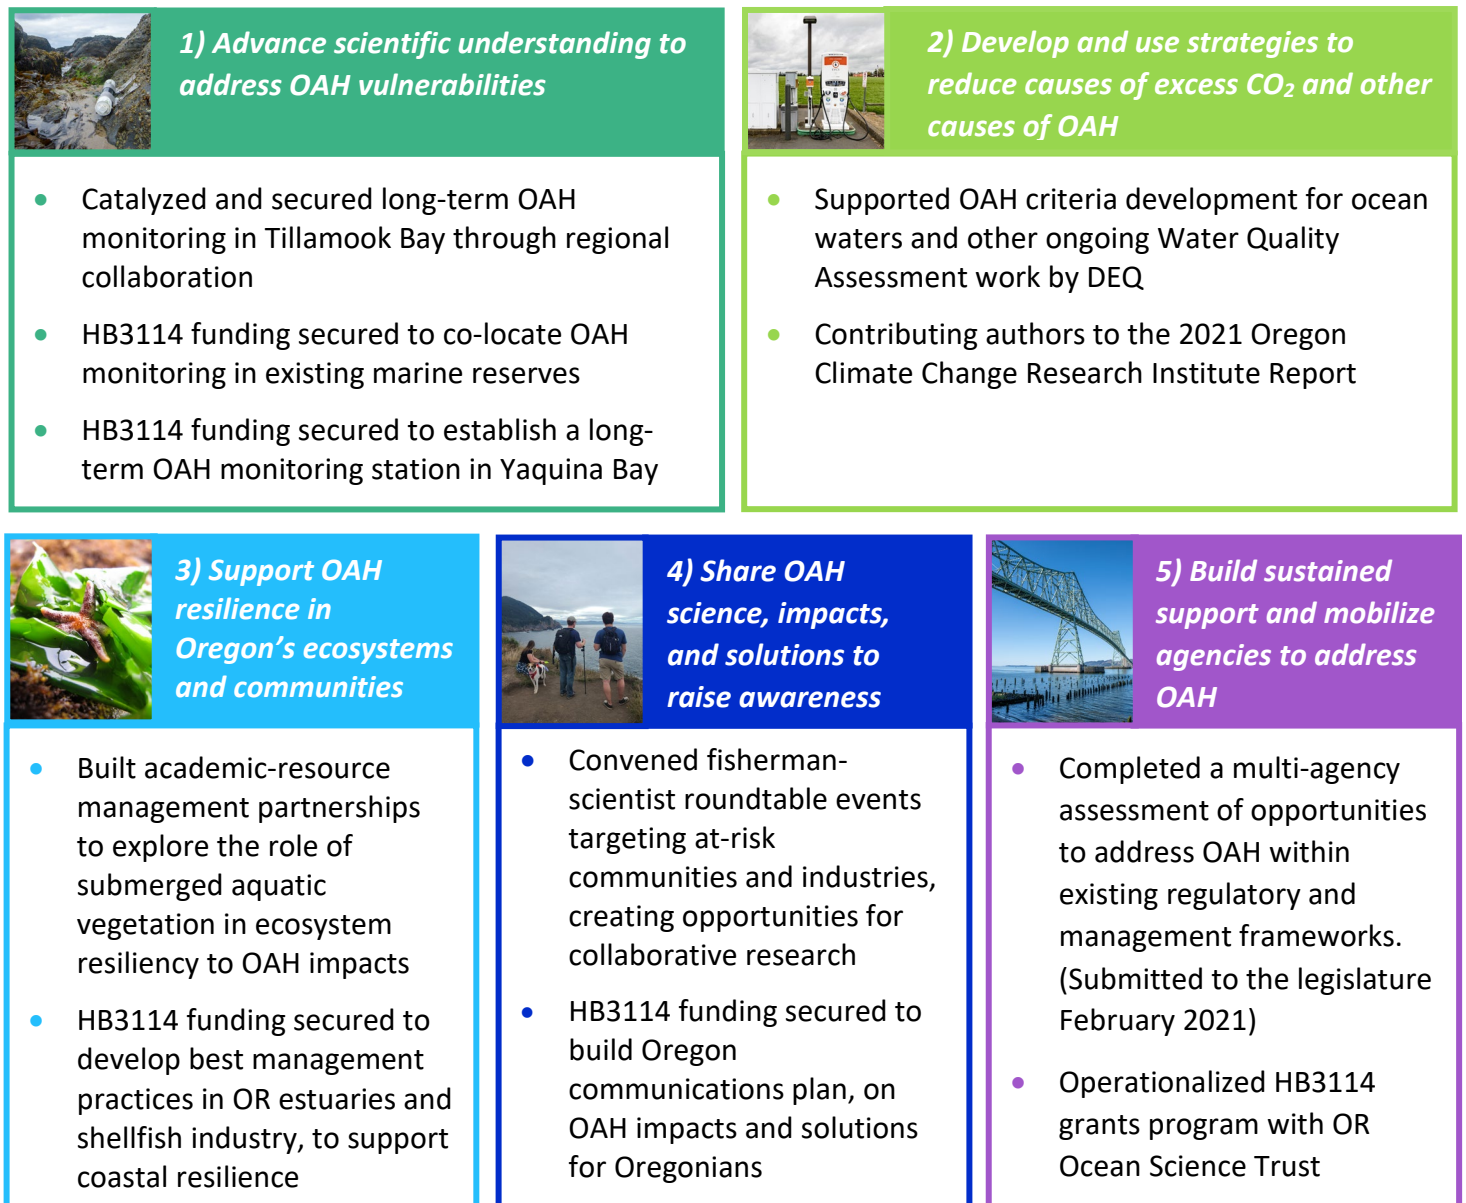 1) Advance scientific understanding to
address OAH vulnerabilities
• Catalyzed and secured long-term OAH
monitoring in Tillamook Bay through regional
collaboration
• HB3114 funding secured to co-locate OAH
monitoring in existing marine reserves
• HB3114 funding secured to establish a long-
term OAH monitoring station in Yaquina Bay
2) Develop and use strategies to
reduce causes of excess CO₂ and other
causes of OAH
• Supported OAH criteria development for ocean
waters and other ongoing Water Quality
Assessment work by DEQ
• Contributing authors to the 2021 Oregon
Climate Change Research Institute Report
3) Support OAH
resilience in
Oregon’s ecosystems
and communities
• Built academic-resource
management partnerships
to explore the role of
submerged aquatic
vegetation in ecosystem
resiliency to OAH impacts
• HB3114 funding secured to
develop best management
practices in OR estuaries and
shellfish industry, to support
coastal resilience
4) Share OAH
science, impacts,
and solutions to
raise awareness
• Convened fisherman-
scientist roundtable events
targeting at-risk
communities and industries,
creating opportunities for
collaborative research
• HB3114 funding secured to
build Oregon
communications plan, on
OAH impacts and solutions
for Oregonians
5) Build sustained
support and mobilize
agencies to address
OAH
• Completed a multi-agency
assessment of opportunities
to address OAH within
existing regulatory and
management frameworks.
(Submitted to the legislature
February 2021)
• Operationalized HB3114
grants program with OR
Ocean Science Trust